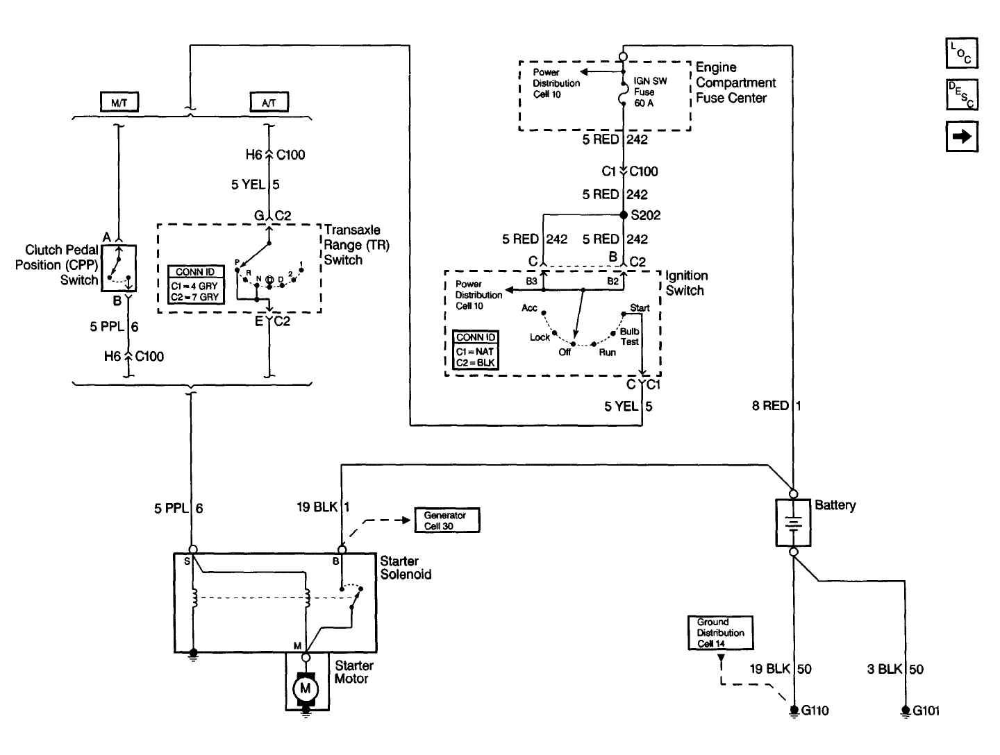 L
O
C
D
E
S
C
M/T
A/T
Power
Distribution
Cell 10
IGN SW
Fuse
60 A
Engine
Compartment
Fuse Center
5 RED 242
C1 C100
5 RED 242
S202
5 RED 242
5 RED 242
C
B C2
H6 C100
5 YEL 5
G C2
Transaxle
Range (TR)
Switch
P
R
N
D
D
2
1
CONN ID
C1=4 GRY
C2=7 GRY
E C2
A
Clutch Pedal
Position (CPP)
Switch
B
5 PPL 6
H6 C100
Ignition
Switch
B3
B2
Power
Distribution
Cell 10
Acc
Lock
Off
Run
Bulb
Test
Start
CONN ID
C1=NAT
C2=BLK
C C1
5 YEL 5
8 RED 1
5 PPL 6
19 BLK 1
Generator
Cell 30
Battery
S
B
Starter
Solenoid
M
Starter
Motor
M
Ground
Distribution
Cell 14
19 BLK 50
3 BLK 50
G110
G101